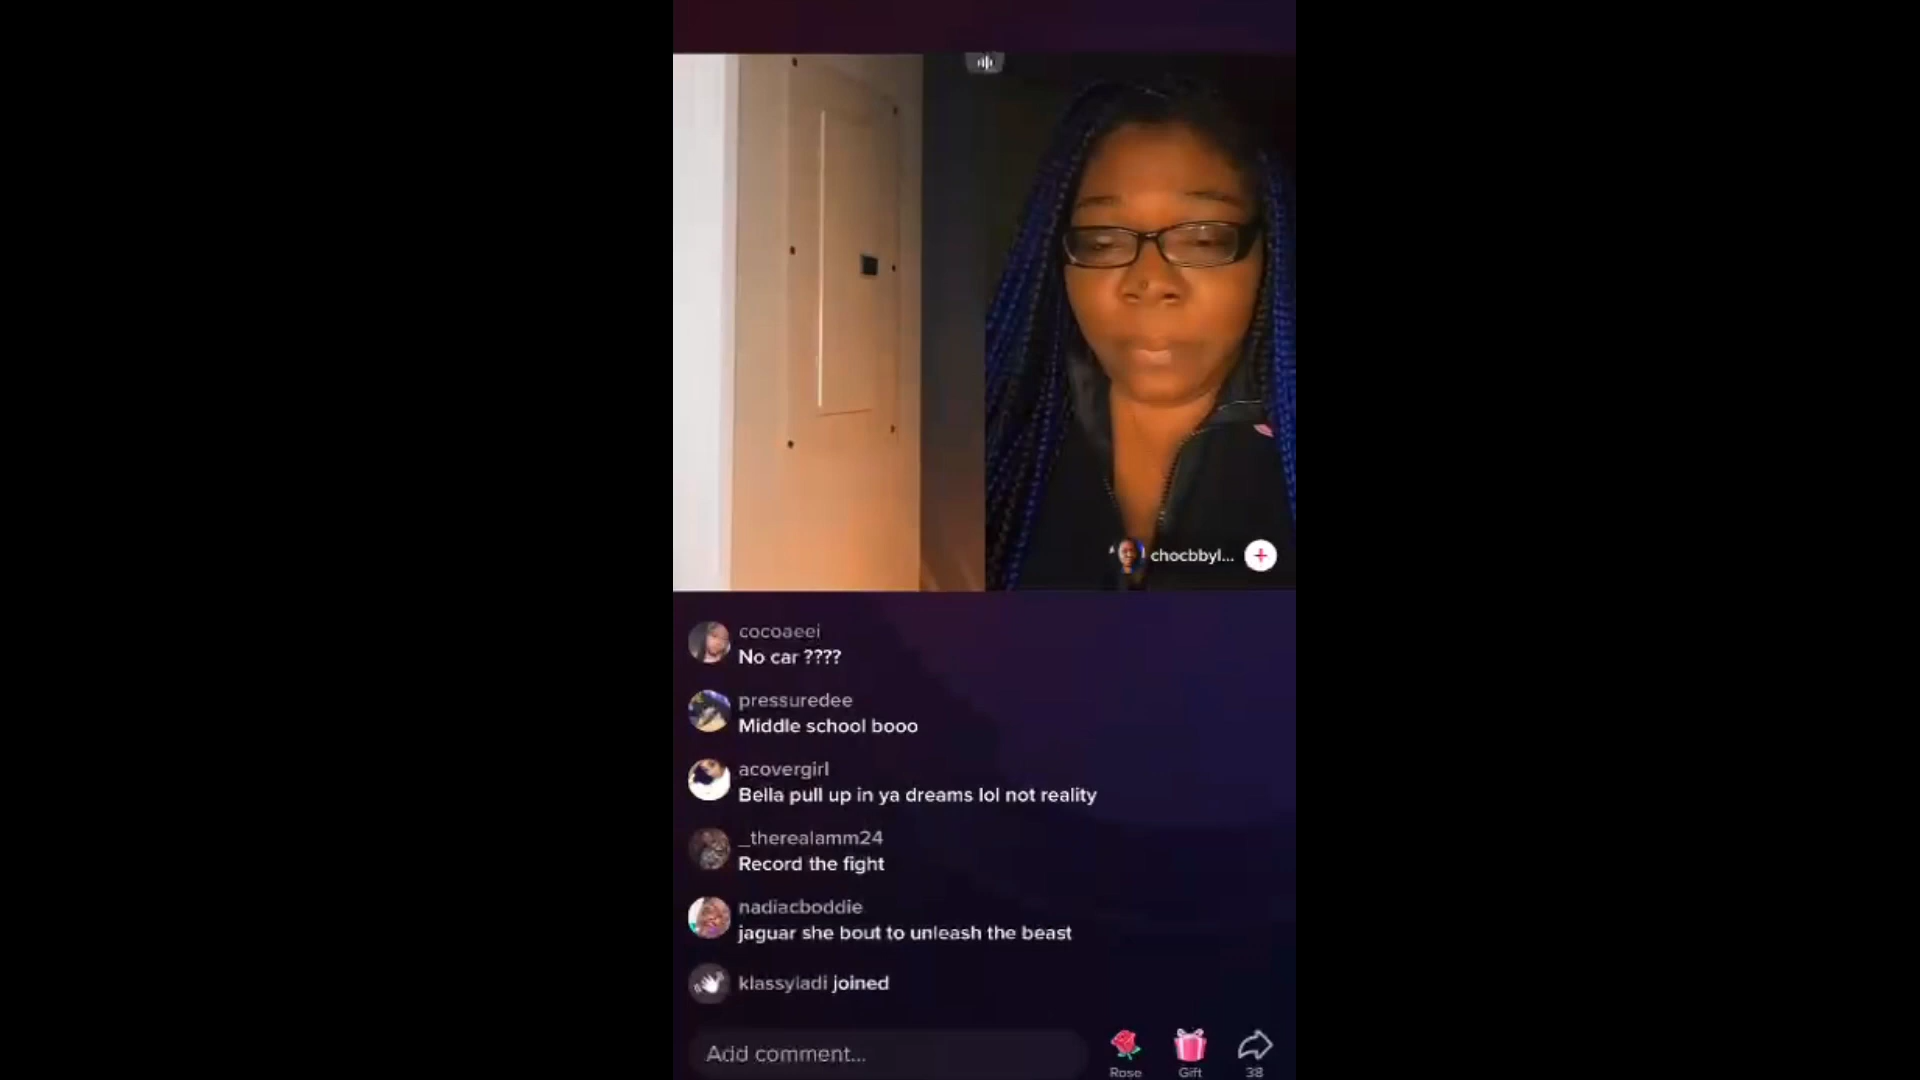 chocbbyl...
cocoaeei
No car ????
pressuredee
Middle school booo
acovergirl
Bella pull up in ya dreams lol not reality
_therealamm24
Record the fight
nadiacboddie
jaguar she bout to unleash the beast
klassyladi joined
Add comment...
Rose
Gift
38